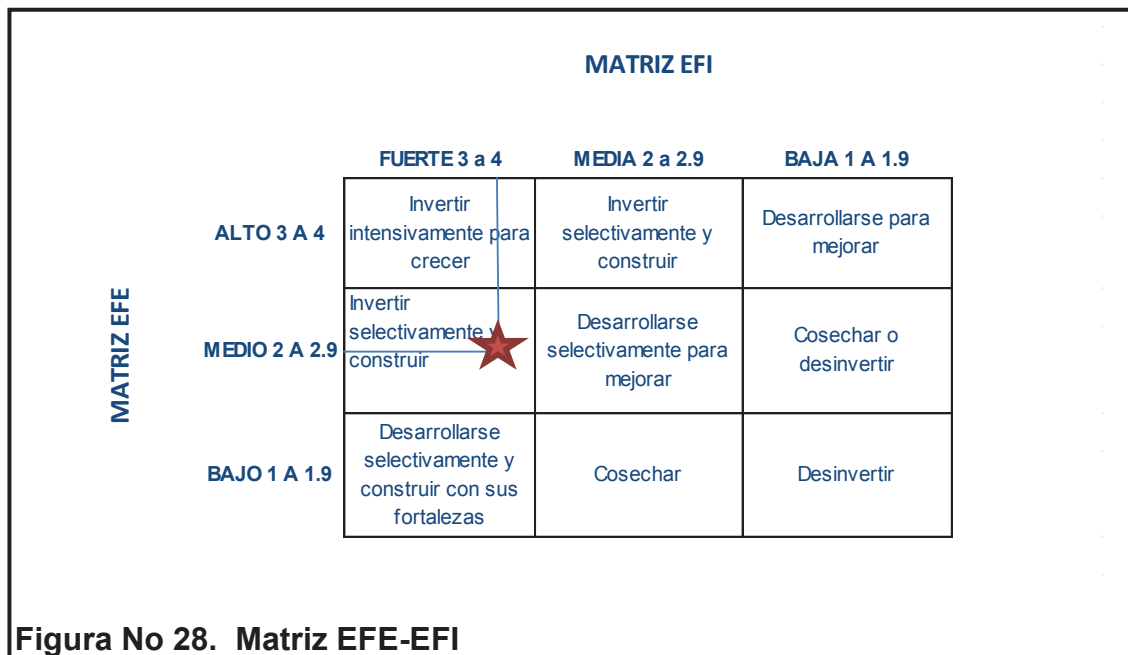 MATRIZ EFI
FUERTE 3 a 4
MEDIA 2 a 2.9
BAJA 1 A 1.9
MATRIZ EFE
ALTO 3 A 4
Invertir
intensivamente para
crecer
Invertir
selectivamente y
construir
Desarrollarse para
mejorar
MEDIO 2 A 2.9
Invertir
selectivamente y
construir
Desarrollarse
selectivamente para
mejorar
Cosechar o
desinvertir
BAJO 1 A 1.9
Desarrollarse
selectivamente y
construir con sus
fortalezas
Cosechar
Desinvertir
Figura No 28. Matriz EFE-EFI